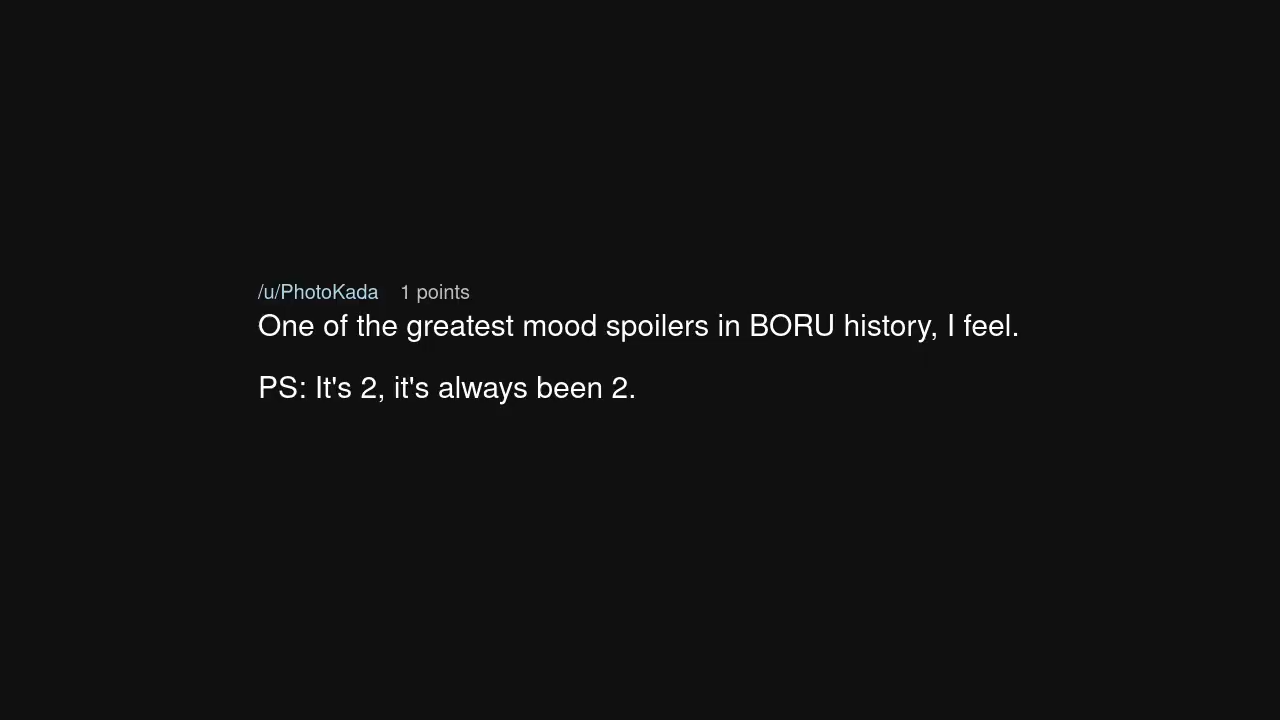 /u/PhotoKada 1 points
One of the greatest mood spoilers in BORU history, I feel.
PS: It's 2, it's always been 2.